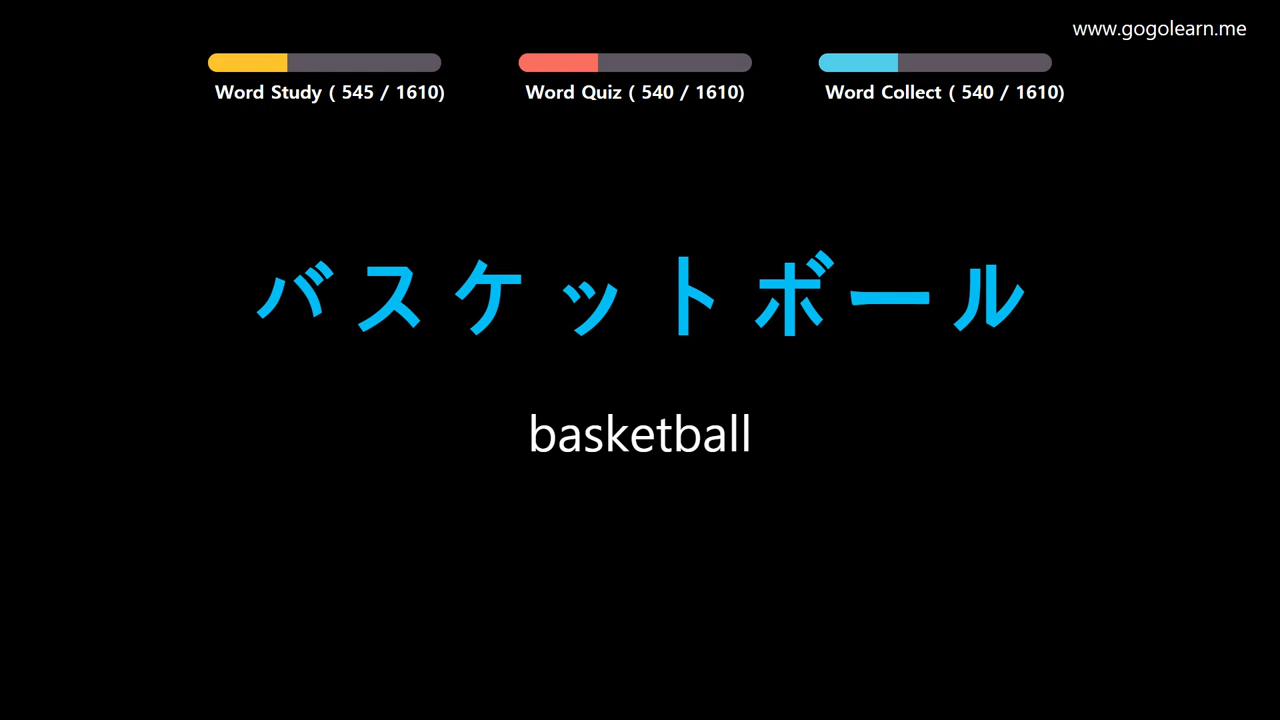 www.gogolearn.me
Word Study ( 545 / 1610)
Word Quiz ( 540 / 1610)
Word Collect ( 540 / 1610)
バスケットボール
basketball